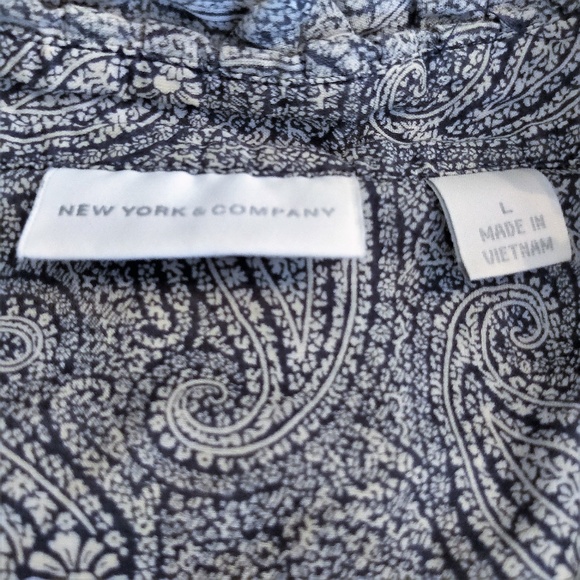 NEW YORK & COMPANY
L
MADE IN
VIETNAM